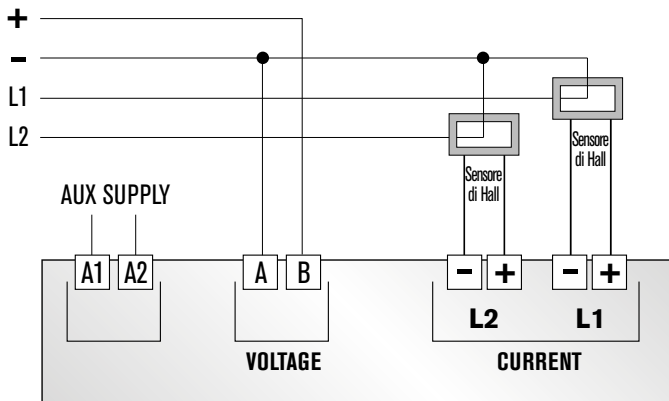 +
-
L1
L2
Sensore
di Hall
Sensore
di Hall
AUX SUPPLY
A1 A2 A B - + - +
L2 L1
VOLTAGE CURRENT